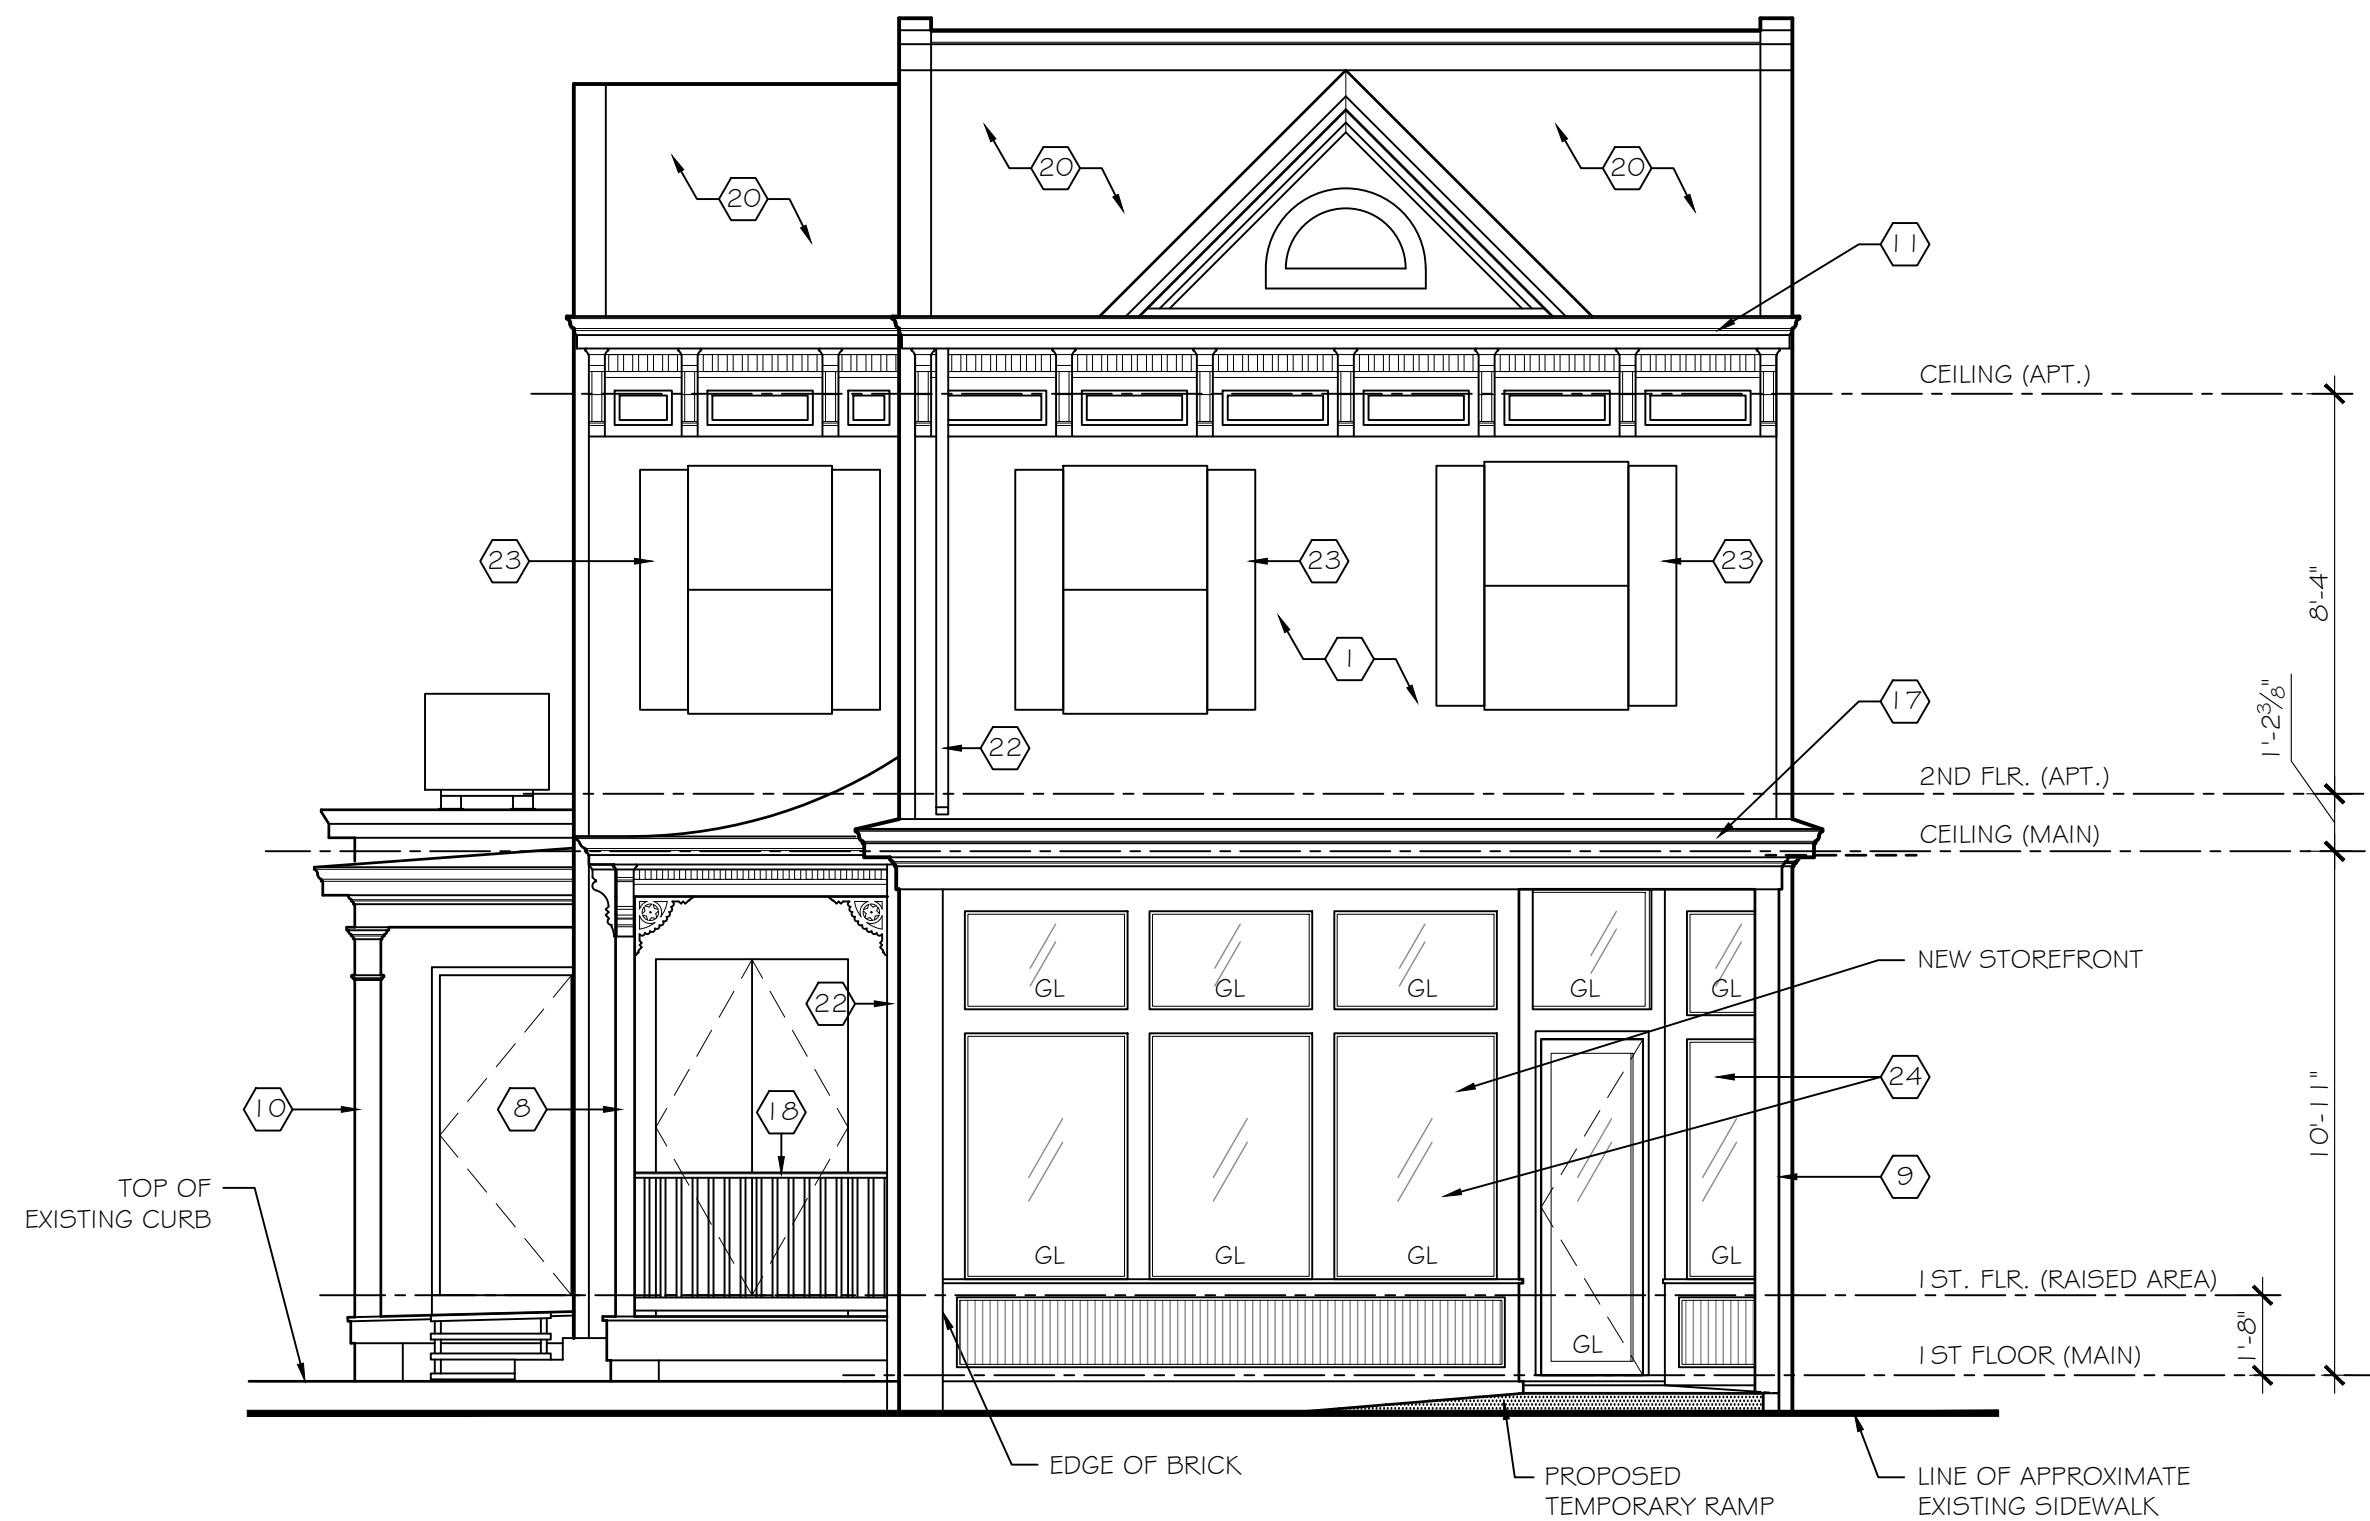 20
20
20
11
CEILING (APT.)
23
23
23
8'-4"
1
17
1'-2 3/8"
22
2ND FLR. (APT.)
CEILING (MAIN)
NEW STOREFRONT
GL
GL
GL
GL
GL
22
24
10
8
18
10'-11"
9
TOP OF
EXISTING CURB
GL
GL
GL
GL
1ST. FLR. (RAISED AREA)
1'-8"
GL
1ST FLOOR (MAIN)
EDGE OF BRICK
PROPOSED
TEMPORARY RAMP
LINE OF APPROXIMATE
EXISTING SIDEWALK